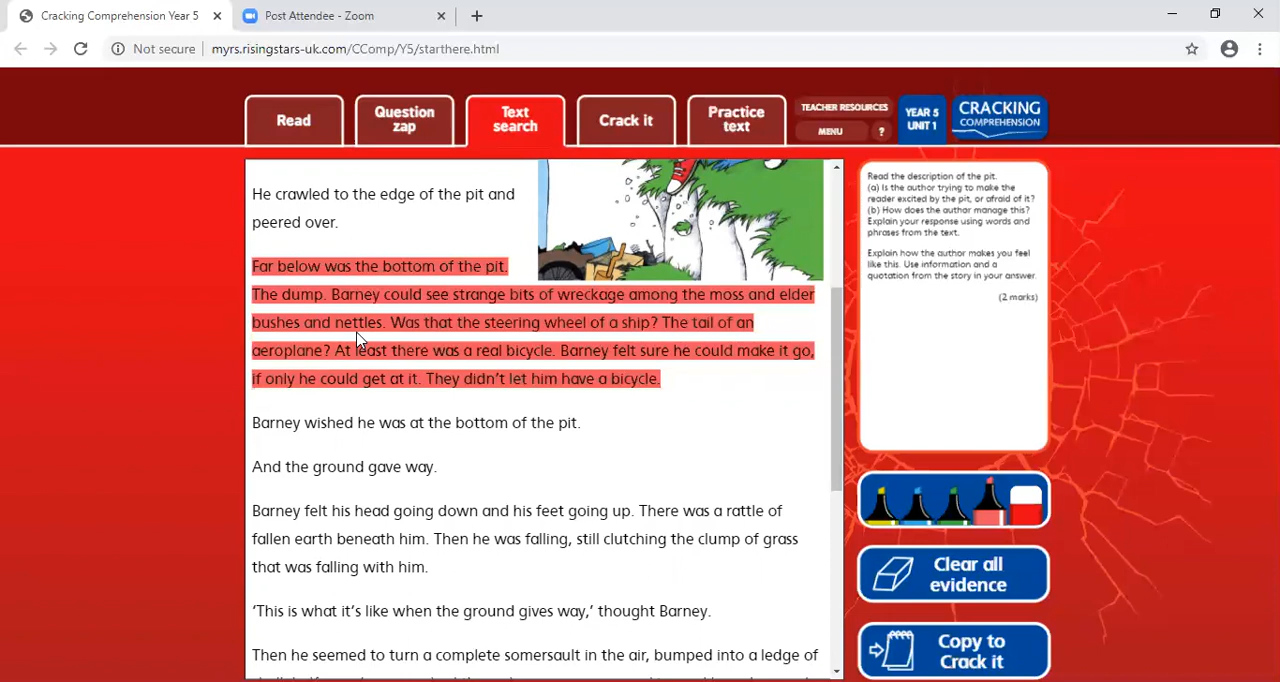 Cracking Comprehension Year 5
Post Attendee - Zoom
Not secure
myrs.risingstars-uk.com/CComp/Y5/starthere.html
Read
Question
zap
Text
search
Crack it
Practice
text
TEACHER RESOURCES
MENU
?
YEAR 5
UNIT 1
CRACKING
COMPREHENSION
He crawled to the edge of the pit and
peered over.
Far below was the bottom of the pit.
The dump. Barney could see strange bits of wreckage among the moss and elder
bushes and nettles. Was that the steering wheel of a ship? The tail of an
aeroplane? At least there was a real bicycle. Barney felt sure he could make it go,
if only he could get at it. They didn't let him have a bicycle.
Barney wished he was at the bottom of the pit.
And the ground gave way.
Barney felt his head going down and his feet going up. There was a rattle of
fallen earth beneath him. Then he was falling, still clutching the clump of grass
that was falling with him.
‘This is what it’s like when the ground gives way,’ thought Barney.
Then he seemed to turn a complete somersault in the air, bumped into a ledge of
Read the description of the pit.
(a) Is the author trying to make the
reader excited by the pit, or afraid of it?
(b) How does the author manage this?
Explain your response using words and
phrases from the text.
Explain how the author makes you feel
like this. Use information and a
quotation from the story in your answer.
(2 marks)
Clear all
evidence
Copy to
Crack it